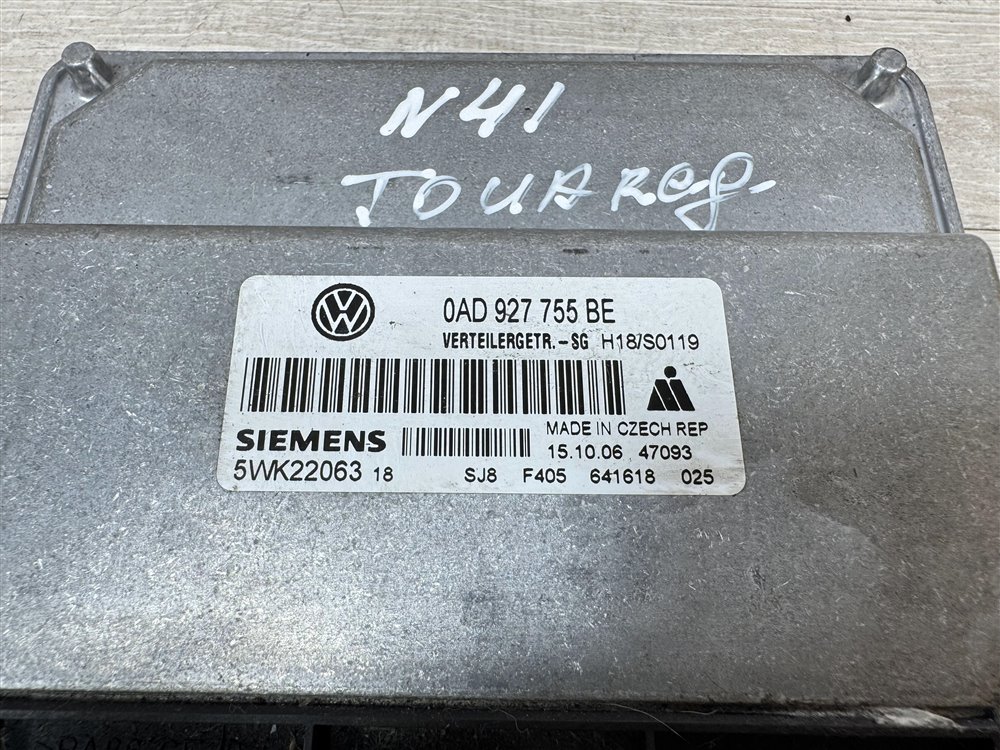 N41
TOUAReg
VW
0AD 927 755 BE
VERTEILERGETR.-SG H18/S0119
SIEMENS
MADE IN CZECH REP
15.10.06 47093
5WK22063 18 SJ8 F405 641618 025